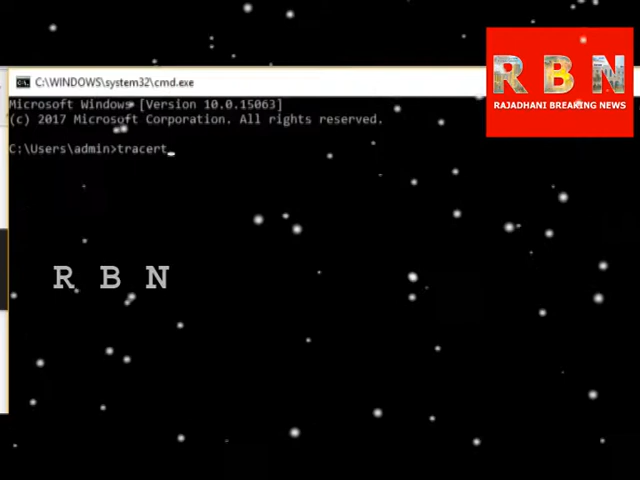 C:\WINDOWS\system32\cmd.exe
R B N
RAJADHANI BREAKING NEWS
Microsoft Windows [Version 10.0.15063]
(c) 2017 Microsoft Corporation. All rights reserved.
C:\Users\admin>tracert
R B N